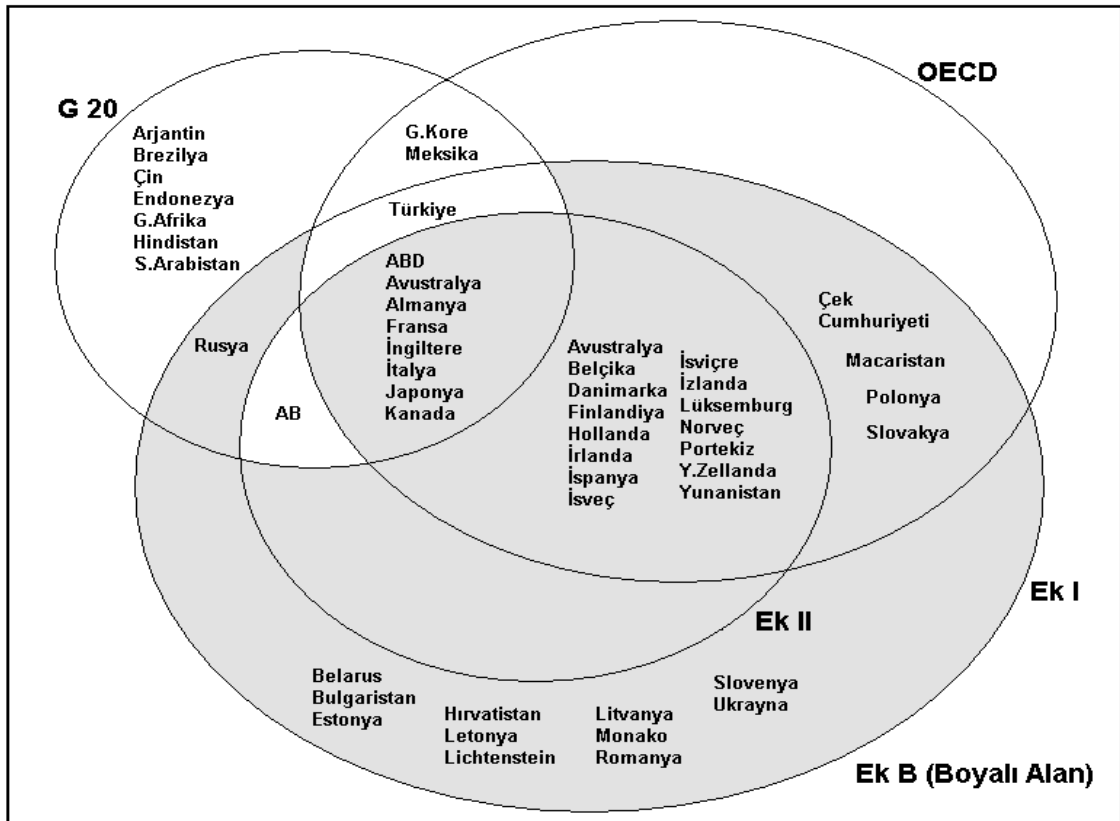 OECD
G 20
Arjantin
Brezilya
Çin
Endonezya
G.Afrika
Hindistan
S.Arabistan
G.Kore
Meksika
Türkiye
ABD
Avustralya
Almanya
Fransa
İngiltere
İtalya
Japonya
Kanada
Rusya
AB
Avustralya
Belçika
Danimarka
Finlandiya
Hollanda
İrlanda
İspanya
İsveç
İsviçre
İzlanda
Lüksemburg
Norveç
Portekiz
Y.Zellanda
Yunanistan
Çek
Cumhuriyeti
Macaristan
Polonya
Slovakya
Ek I
Ek II
Belarus
Bulgaristan
Estonya
Hırvatistan
Letonya
Lichtenstein
Litvanya
Monako
Romanya
Slovenya
Ukrayna
Ek B (Boyalı Alan)